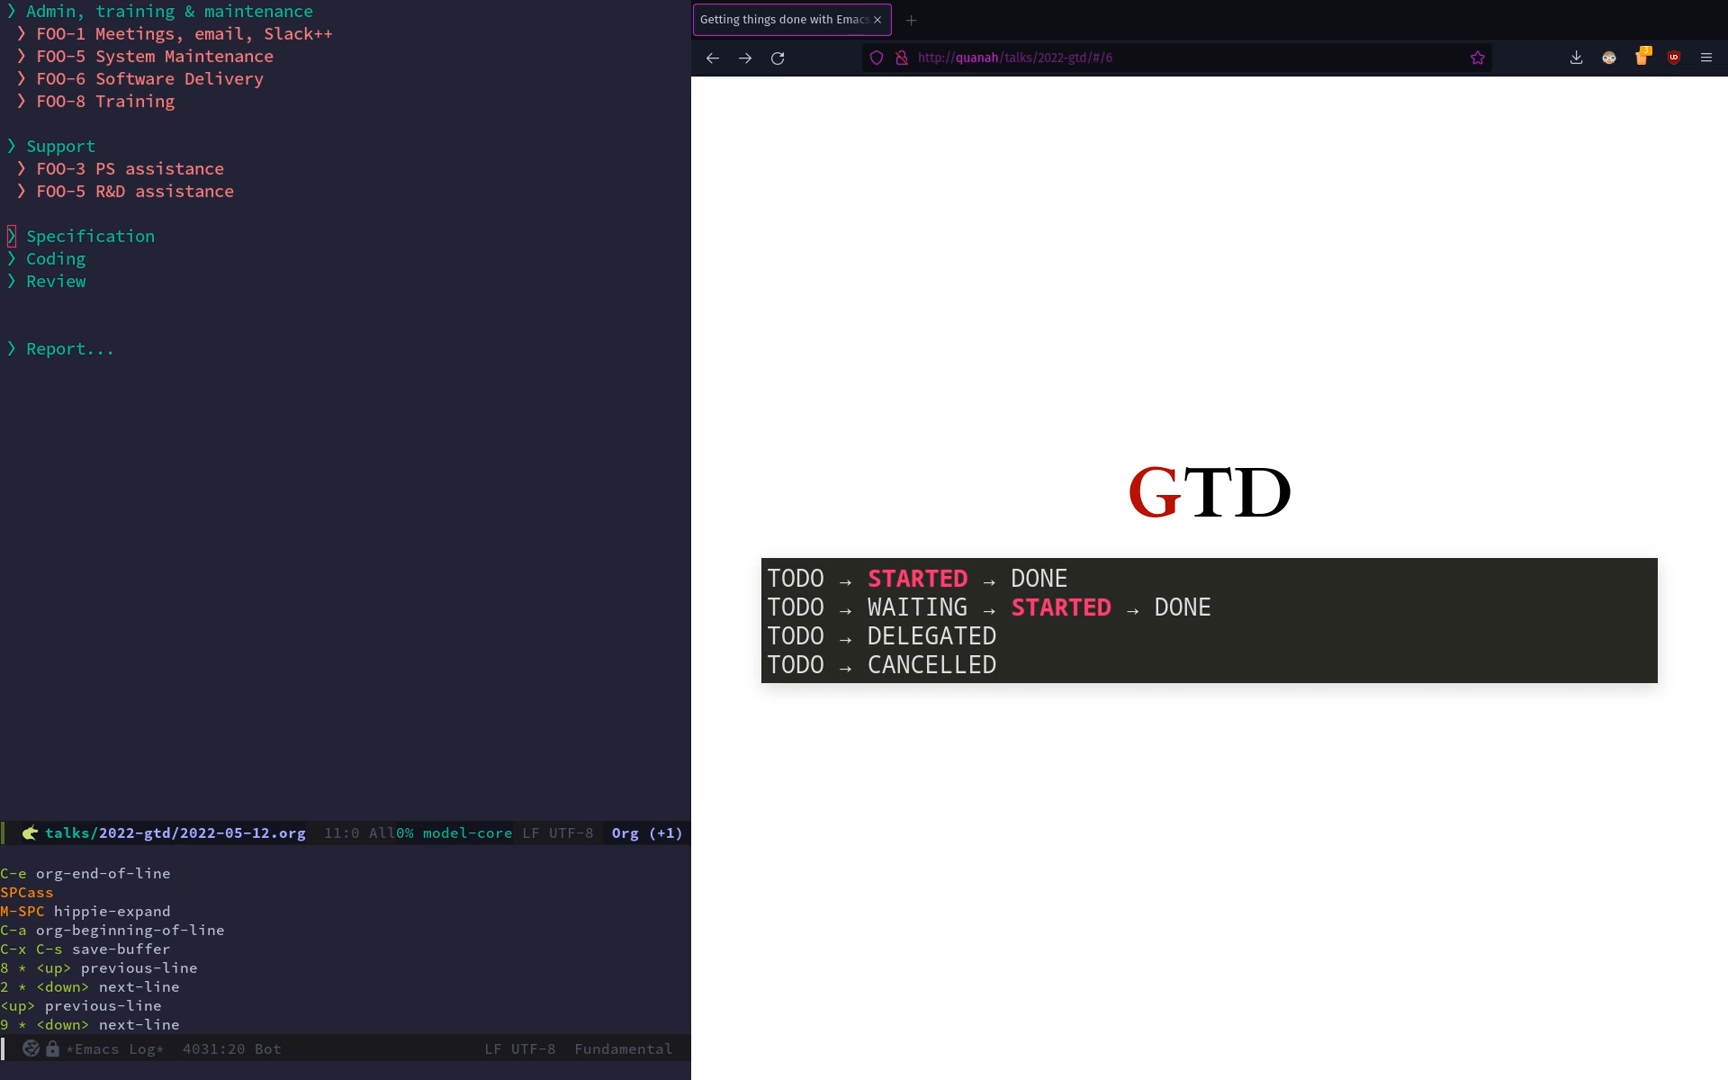 ❯ Admin, training & maintenance
❯ FOO-1 Meetings, email, Slack++
❯ FOO-5 System Maintenance
❯ FOO-6 Software Delivery
❯ FOO-8 Training
❯ Support
❯ FOO-3 PS assistance
❯ FOO-5 R&D assistance
❯ Specification
❯ Coding
❯ Review
❯ Report...
talks/2022-gtd/2022-05-12.org 11:0 All0% model-core LF UTF-8 Org (+1)
C-e org-end-of-line
SPCass
M-SPC hippie-expand
C-a org-beginning-of-line
C-x C-s save-buffer
8 * <up> previous-line
2 * <down> next-line
<up> previous-line
9 * <down> next-line
*Emacs Log* 4031:20 Bot LF UTF-8 Fundamental
Getting things done with Emacs
http://quanah/talks/2022-gtd/#/6
3
GTD
TODO → STARTED → DONE
TODO → WAITING → STARTED → DONE
TODO → DELEGATED
TODO → CANCELLED